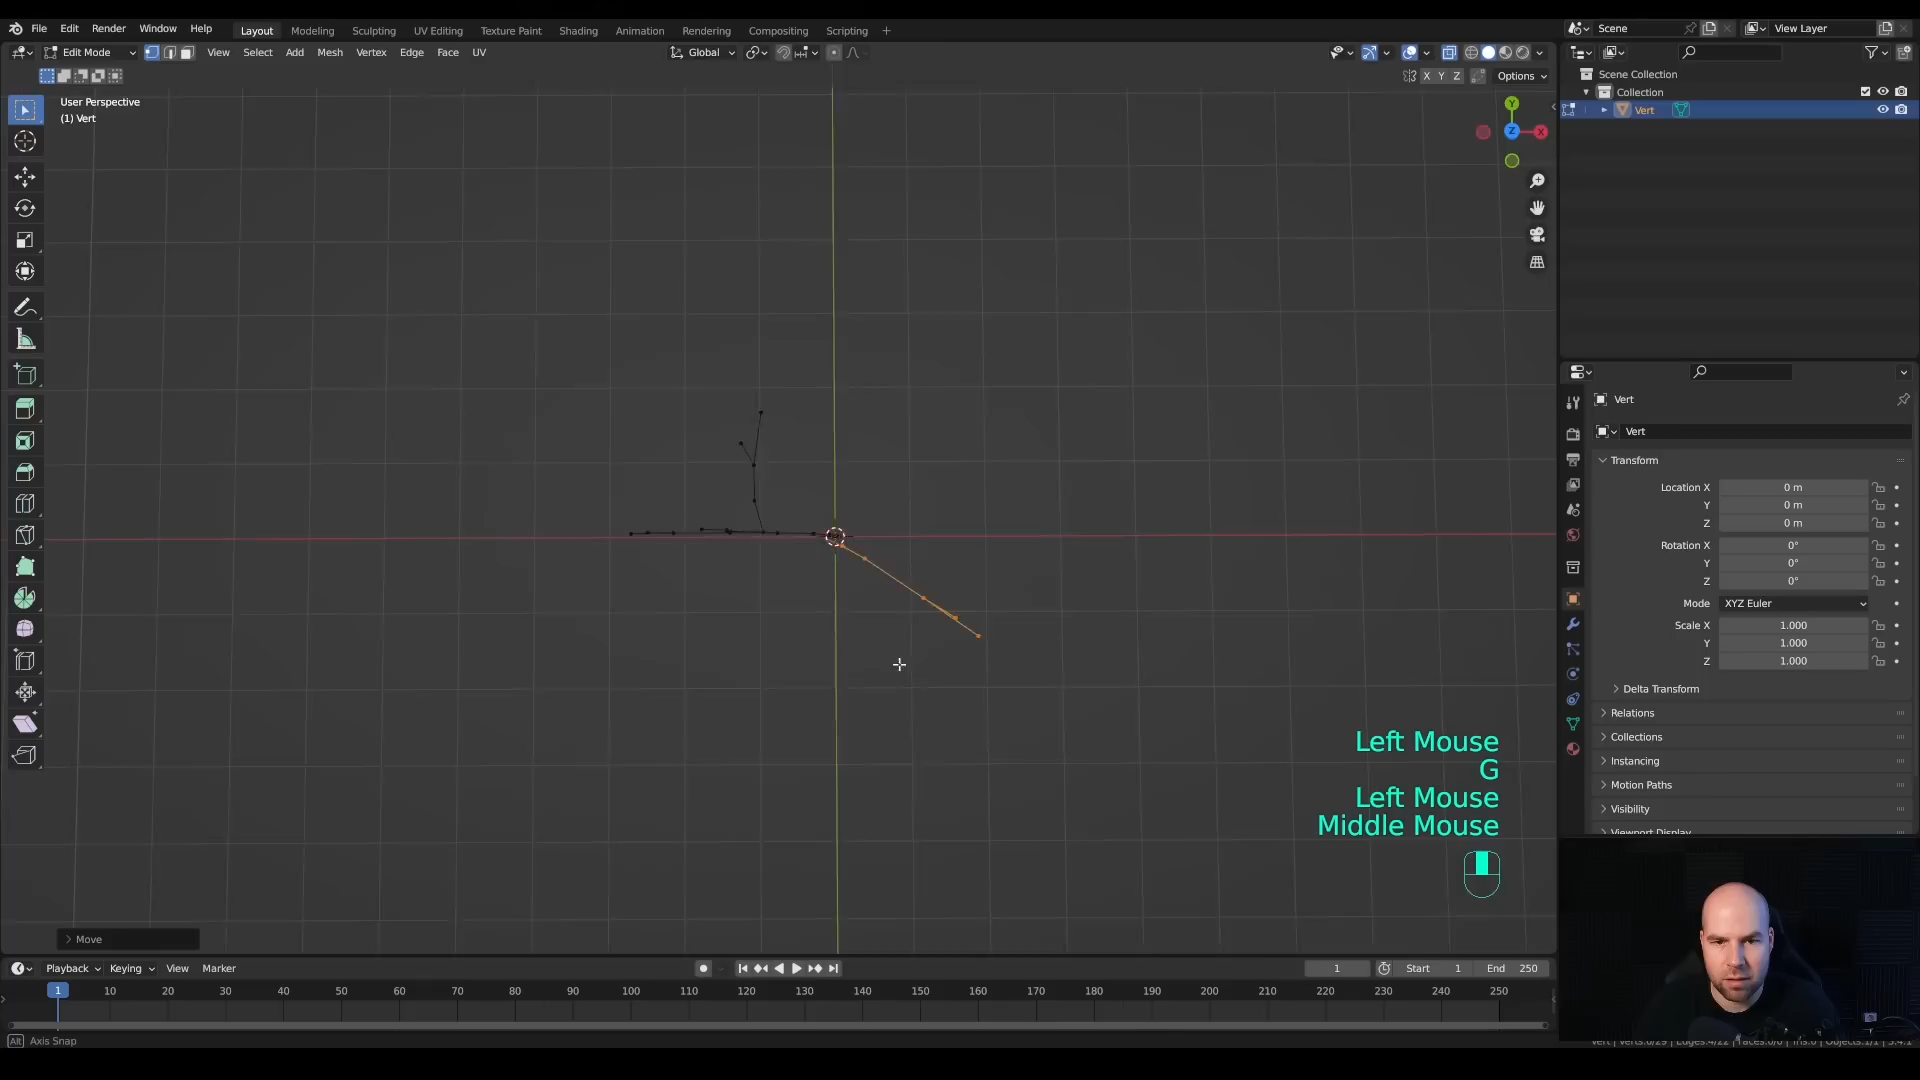 File Edit Render Window Help
Layout Modeling Sculpting UV Editing Texture Paint Shading Animation Rendering Compositing Scripting +
Scene
View Layer
Edit Mode View Select Add Mesh Vertex Edge Face UV
Global
X Y Z Options
User Perspective
(1) Vert
Y
Z X
Scene Collection
Collection
Vert
Vert
Vert
Transform
Location X 0 m
Y 0 m
Z 0 m
Rotation X 0°
Y 0°
Z 0°
Mode XYZ Euler
Scale X 1.000
Y 1.000
Z 1.000
Delta Transform
Relations
Collections
Instancing
Motion Paths
Visibility
Viewport Display
Left Mouse
G
Left Mouse
Middle Mouse
Move
Playback Keying View Marker
1 Start 1 End 250
1 10 20 30 40 50 60 70 80 90 100 110 120 130 140 150 160 170 180 190 200 210 220 230 240 250
Alt Axis Snap